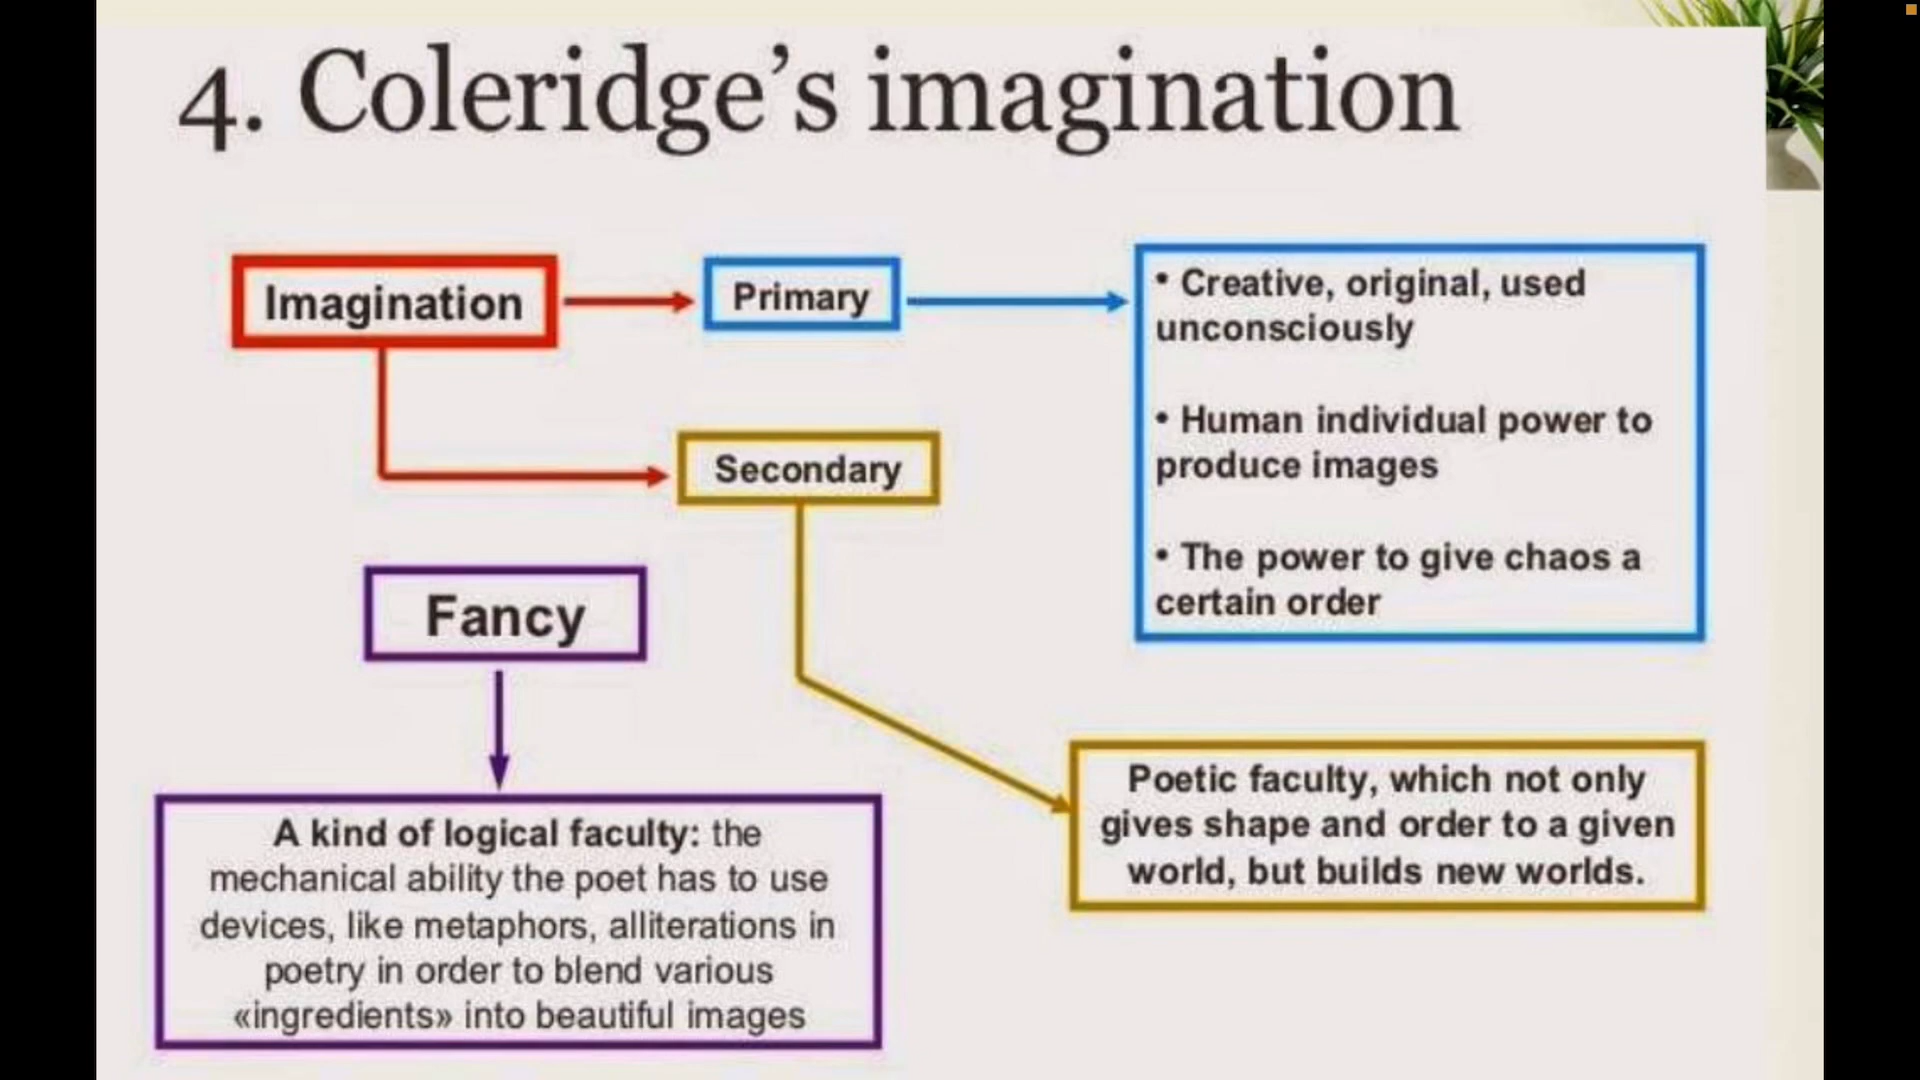 4. Coleridge’s imagination
Imagination
Primary
• Creative, original, used
unconsciously
• Human individual power to
produce images
• The power to give chaos a
certain order
Secondary
Poetic faculty, which not only
gives shape and order to a given
world, but builds new worlds.
Fancy
A kind of logical faculty: the
mechanical ability the poet has to use
devices, like metaphors, alliterations in
poetry in order to blend various
«ingredients» into beautiful images